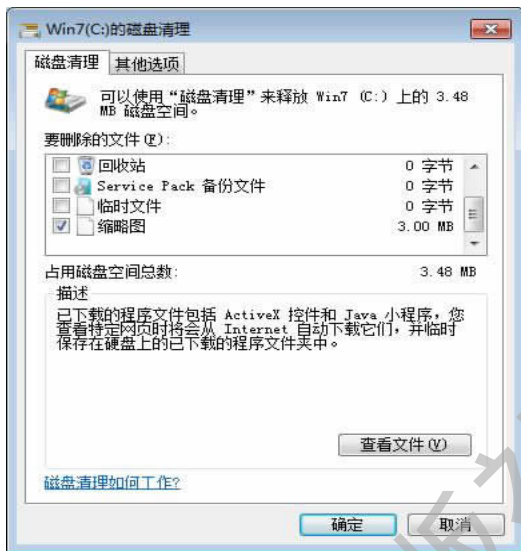 Win7(C:)的磁盘清理
磁盘清理 其他选项
可以使用“磁盘清理”来释放 Win7 (C:) 上的 3.48
MB 磁盘空间。
要删除的文件(F):
回收站 0 字节
Service Pack 备份文件 0 字节
临时文件 0 字节
缩略图 3.00 MB
占用磁盘空间总数: 3.48 MB
描述
已下载的程序文件包括 ActiveX 控件和 Java 小程序，您
查看特定网页时将会从 Internet 自动下载它们，并临时
保存在硬盘上的已下载的程序文件夹中。
查看文件(V)
磁盘清理如何工作?
确定 取消